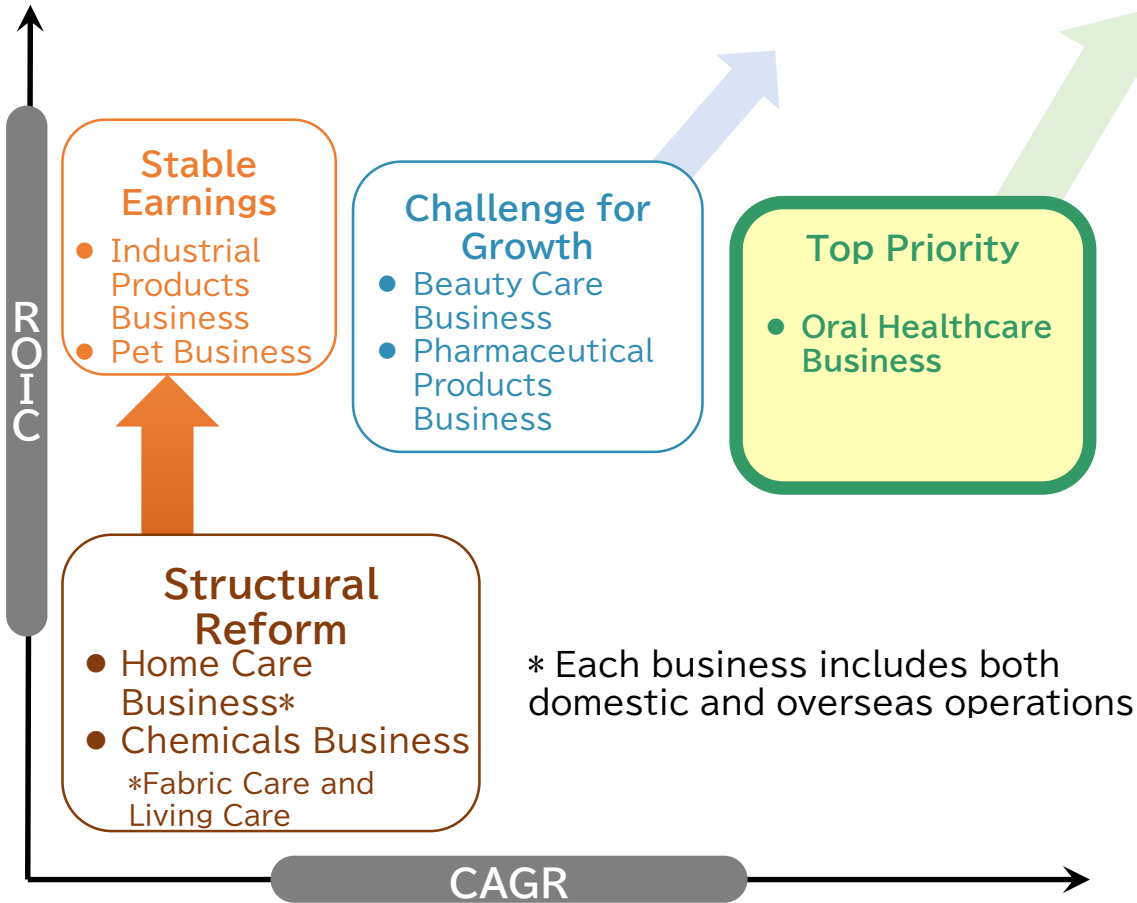 ROIC
Stable
Earnings
● Industrial
Products
Business
● Pet Business
Challenge for
Growth
● Beauty Care
Business
● Pharmaceutical
Products
Business
Top Priority
● Oral Healthcare
Business
Structural
Reform
● Home Care
Business*
● Chemicals Business
*Fabric Care and
Living Care
* Each business includes both
domestic and overseas operations
CAGR